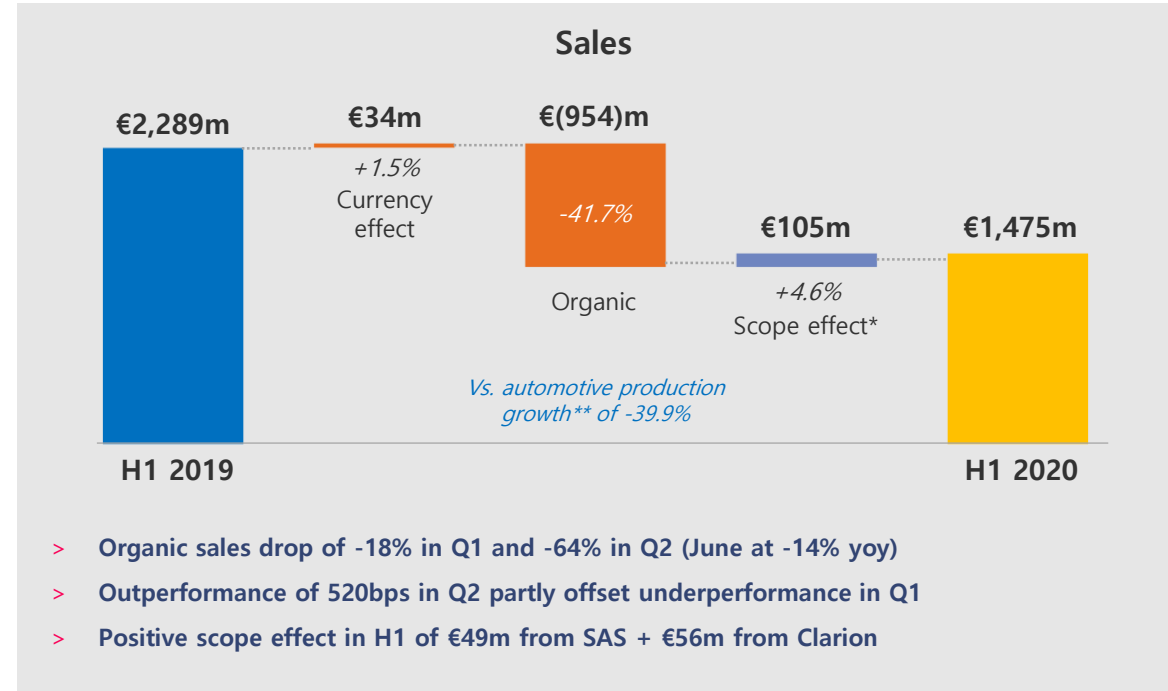 Sales
€2,289m
€34m
€(954)m
+1.5%
Currency
effect
-41.7%
€105m
€1,475m
Organic
+4.6%
Scope effect*
Vs. automotive production
growth** of -39.9%
H1 2019
H1 2020
> Organic sales drop of -18% in Q1 and -64% in Q2 (June at -14% yoy)
> Outperformance of 520bps in Q2 partly offset underperformance in Q1
> Positive scope effect in H1 of €49m from SAS + €56m from Clarion